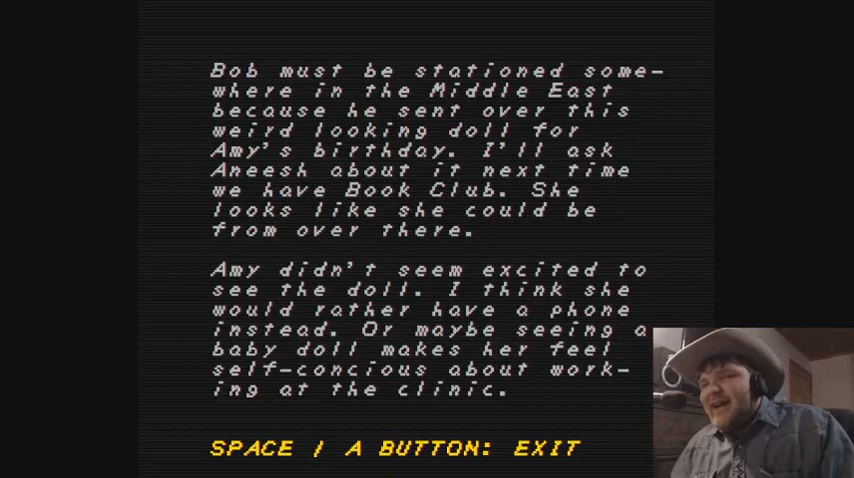 Bob must be stationed some-
where in the Middle East
because he sent over this
weird looking doll for
Amy's birthday. I'll ask
Aneesh about it next time
we have Book Club. She
looks like she could be
from over there.
Amy didn't seem excited to
see the doll. I think she
would rather have a phone
instead. Or maybe seeing a
baby doll makes her feel
self-concious about work-
ing at the clinic.
SPACE / A BUTTON: EXIT